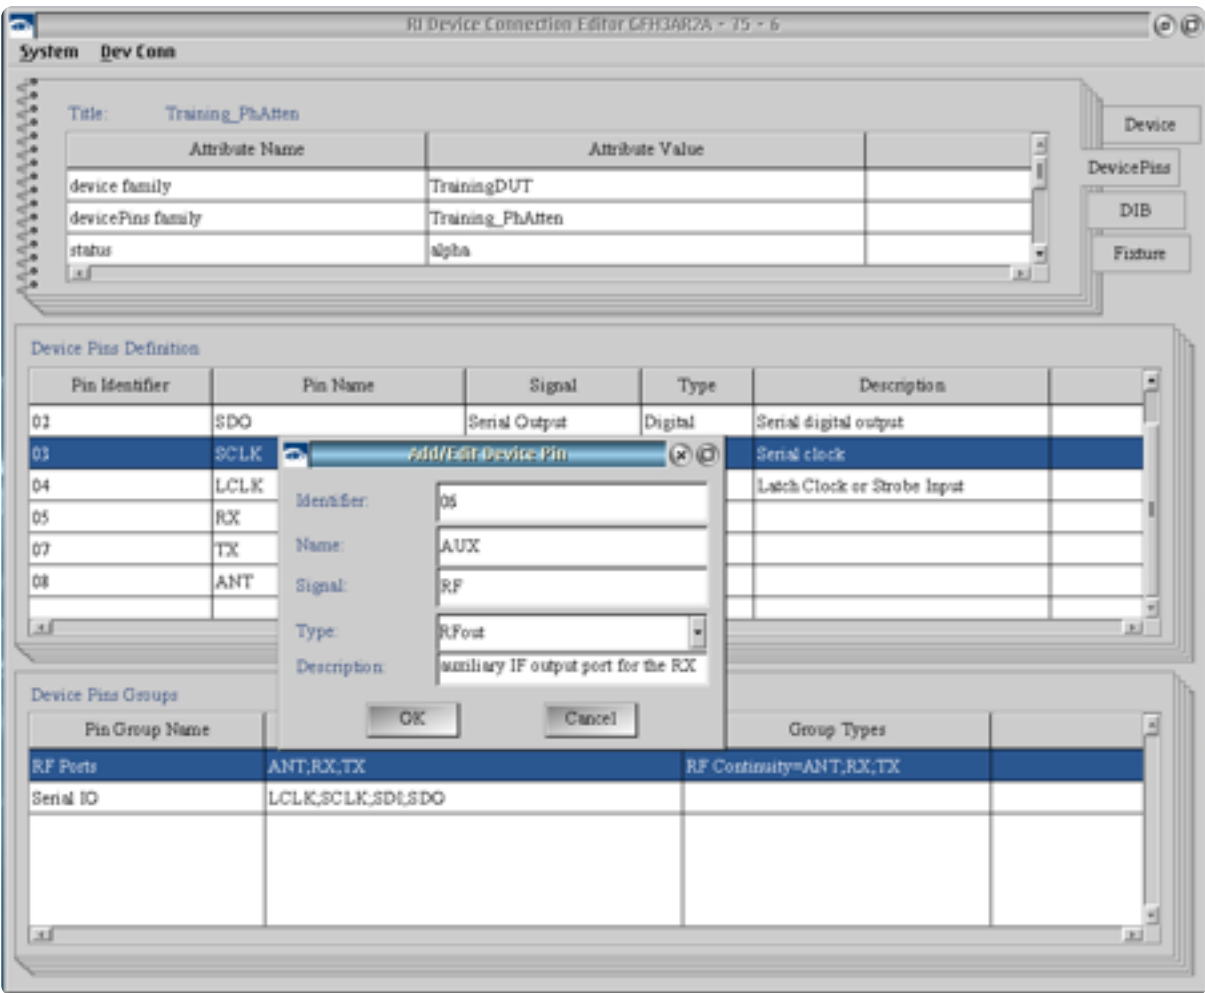 RI Device Connection Editor GFH3AR2A - 75 - 6
System Dev Conn
Title: Training_PhAtten
Attribute Name Attribute Value
device family TrainingDUT
devicePins family Training_PhAtten
status alpha
Device
DevicePins
DIB
Fixture
Device Pins Definition
Pin Identifier Pin Name Signal Type Description
02 SDO Serial Output Digital Serial digital output
03 SCLK Serial clock
04 LCLK Latch Clock or Strobe Input
05 RX
07 TX
08 ANT
Add/Edit Device Pin
Identifier: 06
Name: AUX
Signal: RF
Type: RFout
Description: auxiliary IF output port for the RX
OK Cancel
Device Pins Groups
Pin Group Name Group Types
RF Ports ANT;RX;TX RF Continuity=ANT,RX,TX
Serial IO LCLK;SCLK;SDI;SDO